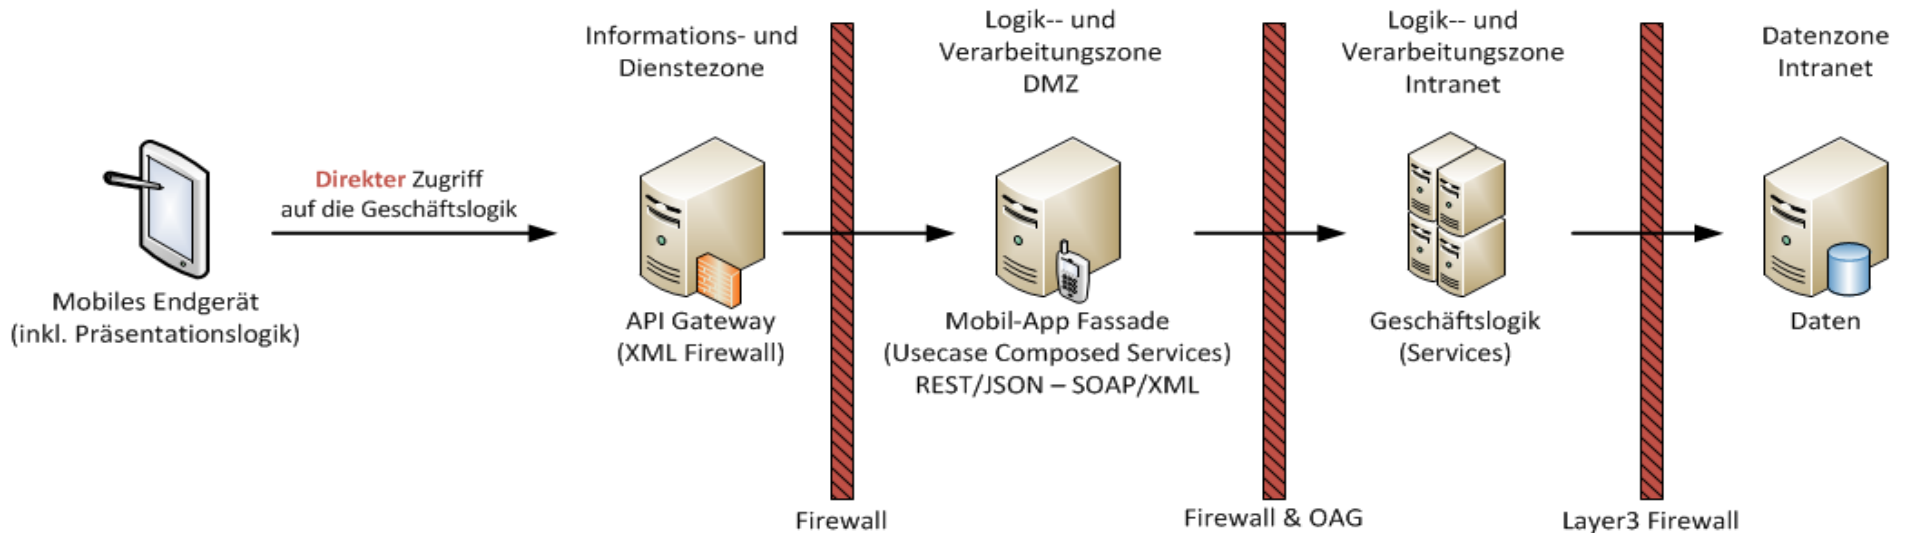 Informations- und
Dienstezone
Logik-- und
Verarbeitungszone
DMZ
Logik-- und
Verarbeitungszone
Intranet
Datenzone
Intranet
Direkter Zugriff
auf die Geschäftslogik
Mobiles Endgerät
(inkl. Präsentationslogik)
API Gateway
(XML Firewall)
Mobil-App Fassade
(Usecase Composed Services)
REST/JSON – SOAP/XML
Geschäftslogik
(Services)
Daten
Firewall
Firewall & OAG
Layer3 Firewall